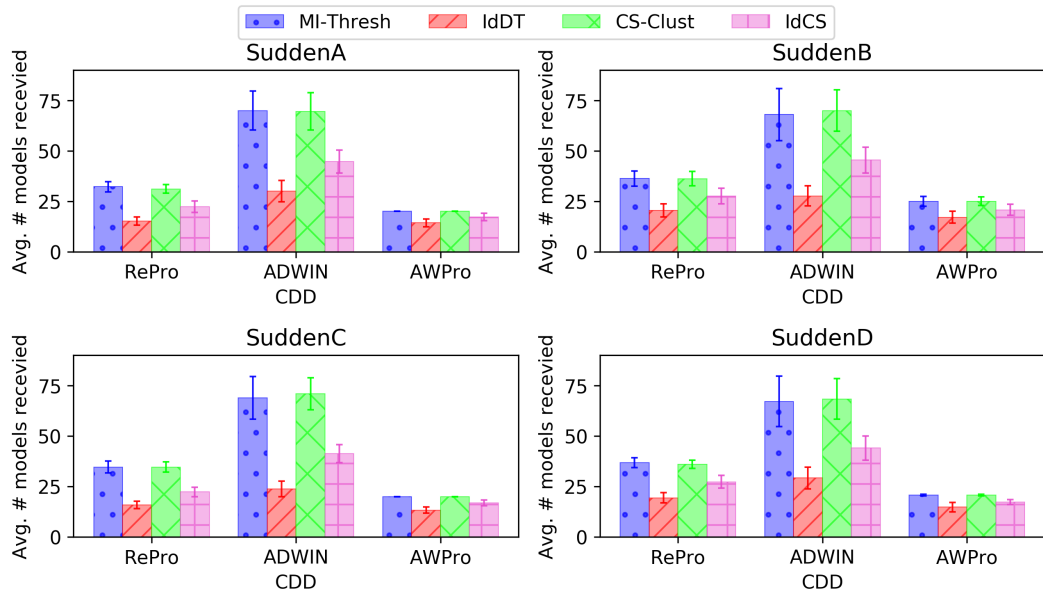 MI-Thresh IdDT CS-Clust IdCS
SuddenA
Avg. # models recevied
75
50
25
0
RePro ADWIN AWPro
CDD
SuddenB
Avg. # models recevied
75
50
25
0
RePro ADWIN AWPro
CDD
SuddenC
Avg. # models recevied
75
50
25
0
RePro ADWIN AWPro
CDD
SuddenD
Avg. # models recevied
75
50
25
0
RePro ADWIN AWPro
CDD